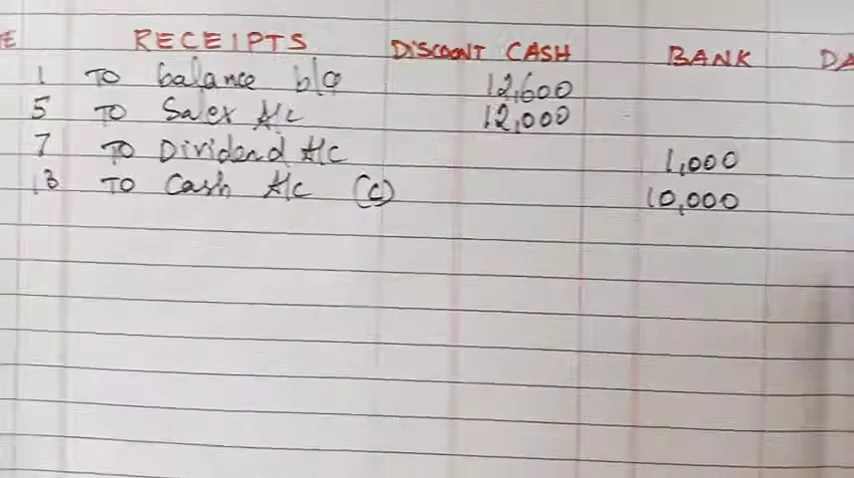 E RECEIPTS DISCOUNT CASH BANK DA
1 TO balance b/d 12,600
5 TO Sales A/c 12,000
7 TO Dividend A/c 1,000
13 TO Cash A/c (C) 10,000